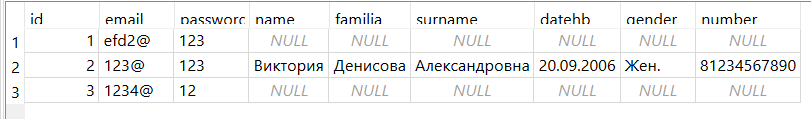 id email password name familia surname datehb gender number
1 1 efd2@ 123 NULL NULL NULL NULL NULL NULL
2 2 123@ 123 Виктория Денисова Александровна 20.09.2006 Жен. 81234567890
3 3 1234@ 12 NULL NULL NULL NULL NULL NULL